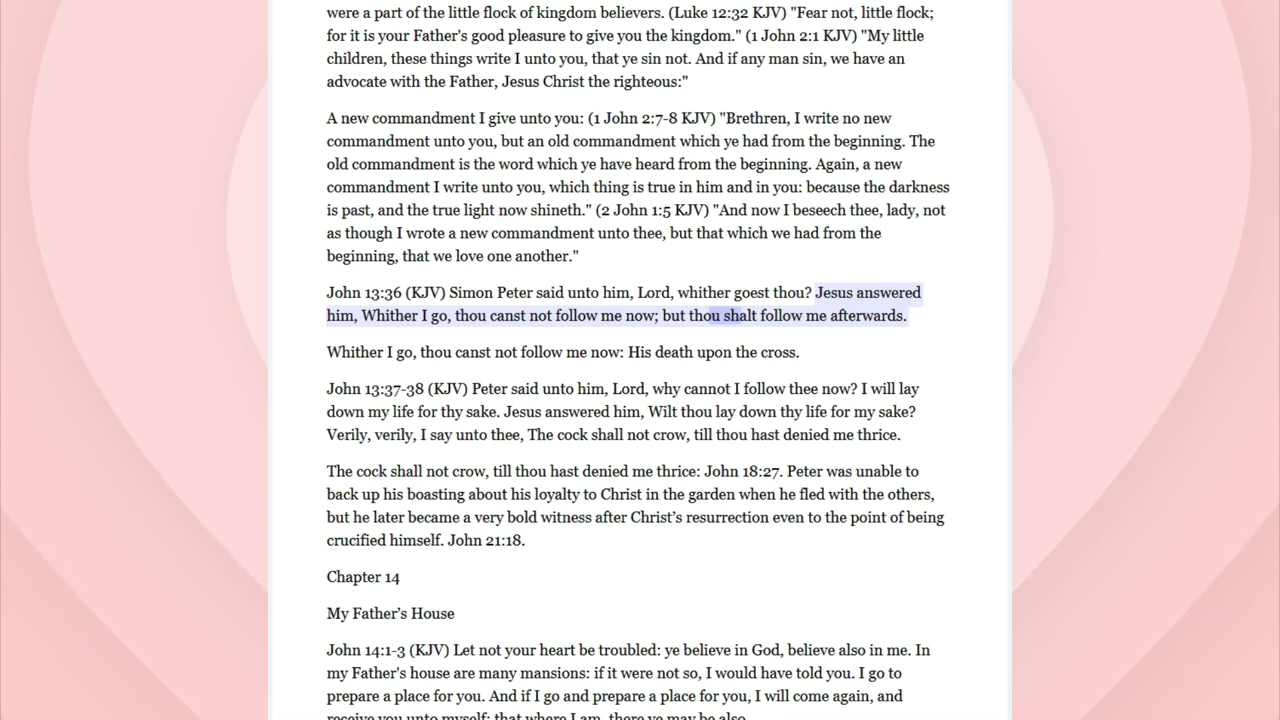 were a part of the little flock of kingdom believers. (Luke 12:32 KJV) "Fear not, little flock;
for it is your Father's good pleasure to give you the kingdom." (1 John 2:1 KJV) "My little
children, these things write I unto you, that ye sin not. And if any man sin, we have an
advocate with the Father, Jesus Christ the righteous:"
A new commandment I give unto you: (1 John 2:7-8 KJV) "Brethren, I write no new
commandment unto you, but an old commandment which ye had from the beginning. The
old commandment is the word which ye have heard from the beginning. Again, a new
commandment I write unto you, which thing is true in him and in you: because the darkness
is past, and the true light now shineth." (2 John 1:5 KJV) "And now I beseech thee, lady, not
as though I wrote a new commandment unto thee, but that which we had from the
beginning, that we love one another."
John 13:36 (KJV) Simon Peter said unto him, Lord, whither goest thou? Jesus answered
him, Whither I go, thou canst not follow me now; but thou shalt follow me afterwards.
Whither I go, thou canst not follow me now: His death upon the cross.
John 13:37-38 (KJV) Peter said unto him, Lord, why cannot I follow thee now? I will lay
down my life for thy sake. Jesus answered him, Wilt thou lay down thy life for my sake?
Verily, verily, I say unto thee, The cock shall not crow, till thou hast denied me thrice.
The cock shall not crow, till thou hast denied me thrice: John 18:27. Peter was unable to
back up his boasting about his loyalty to Christ in the garden when he fled with the others,
but he later became a very bold witness after Christ’s resurrection even to the point of being
crucified himself. John 21:18.
Chapter 14
My Father’s House
John 14:1-3 (KJV) Let not your heart be troubled: ye believe in God, believe also in me. In
my Father's house are many mansions: if it were not so, I would have told you. I go to
prepare a place for you. And if I go and prepare a place for you, I will come again, and
receive you unto myself; that where I am, there ye may be also.